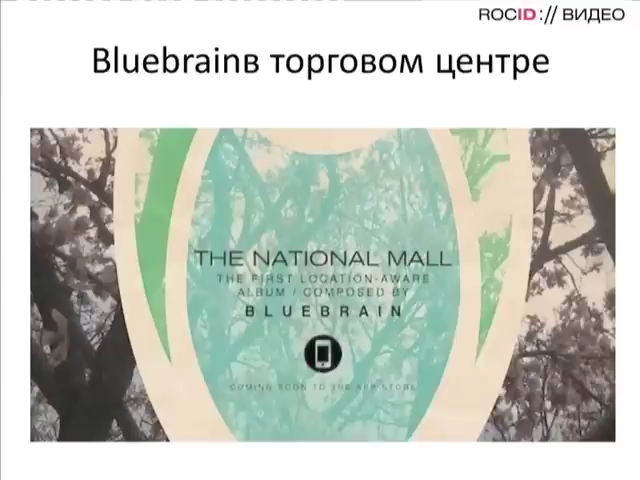 ROCID:// ВИДЕО
Bluebrainв торговом центре
THE NATIONAL MALL
THE FIRST LOCATION-AWARE
ALBUM / COMPOSED BY
BLUEBRAIN
COMING SOON TO THE APP STORE